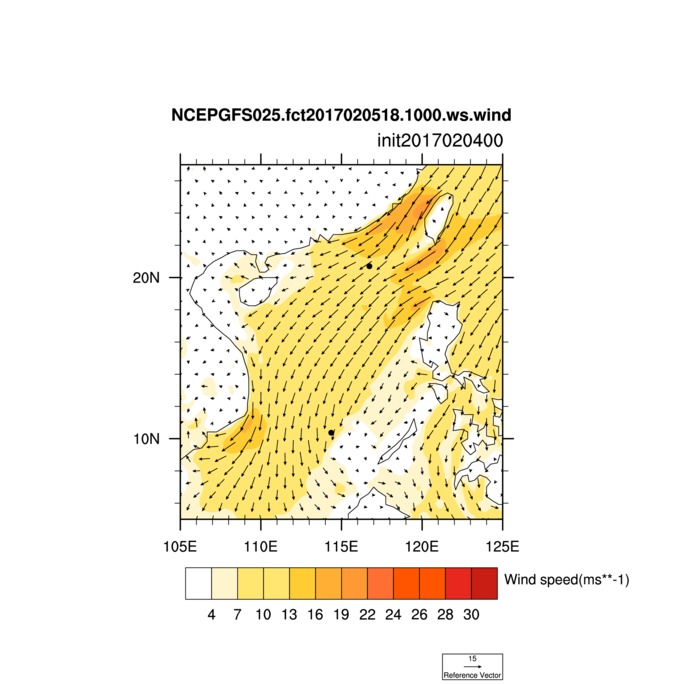 NCEPGFS025.fct2017020518.1000.ws.wind
init2017020400
20N
10N
105E 110E 115E 120E 125E
Wind speed(ms**-1)
4 7 10 13 16 19 22 24 26 28 30
15
Reference Vector